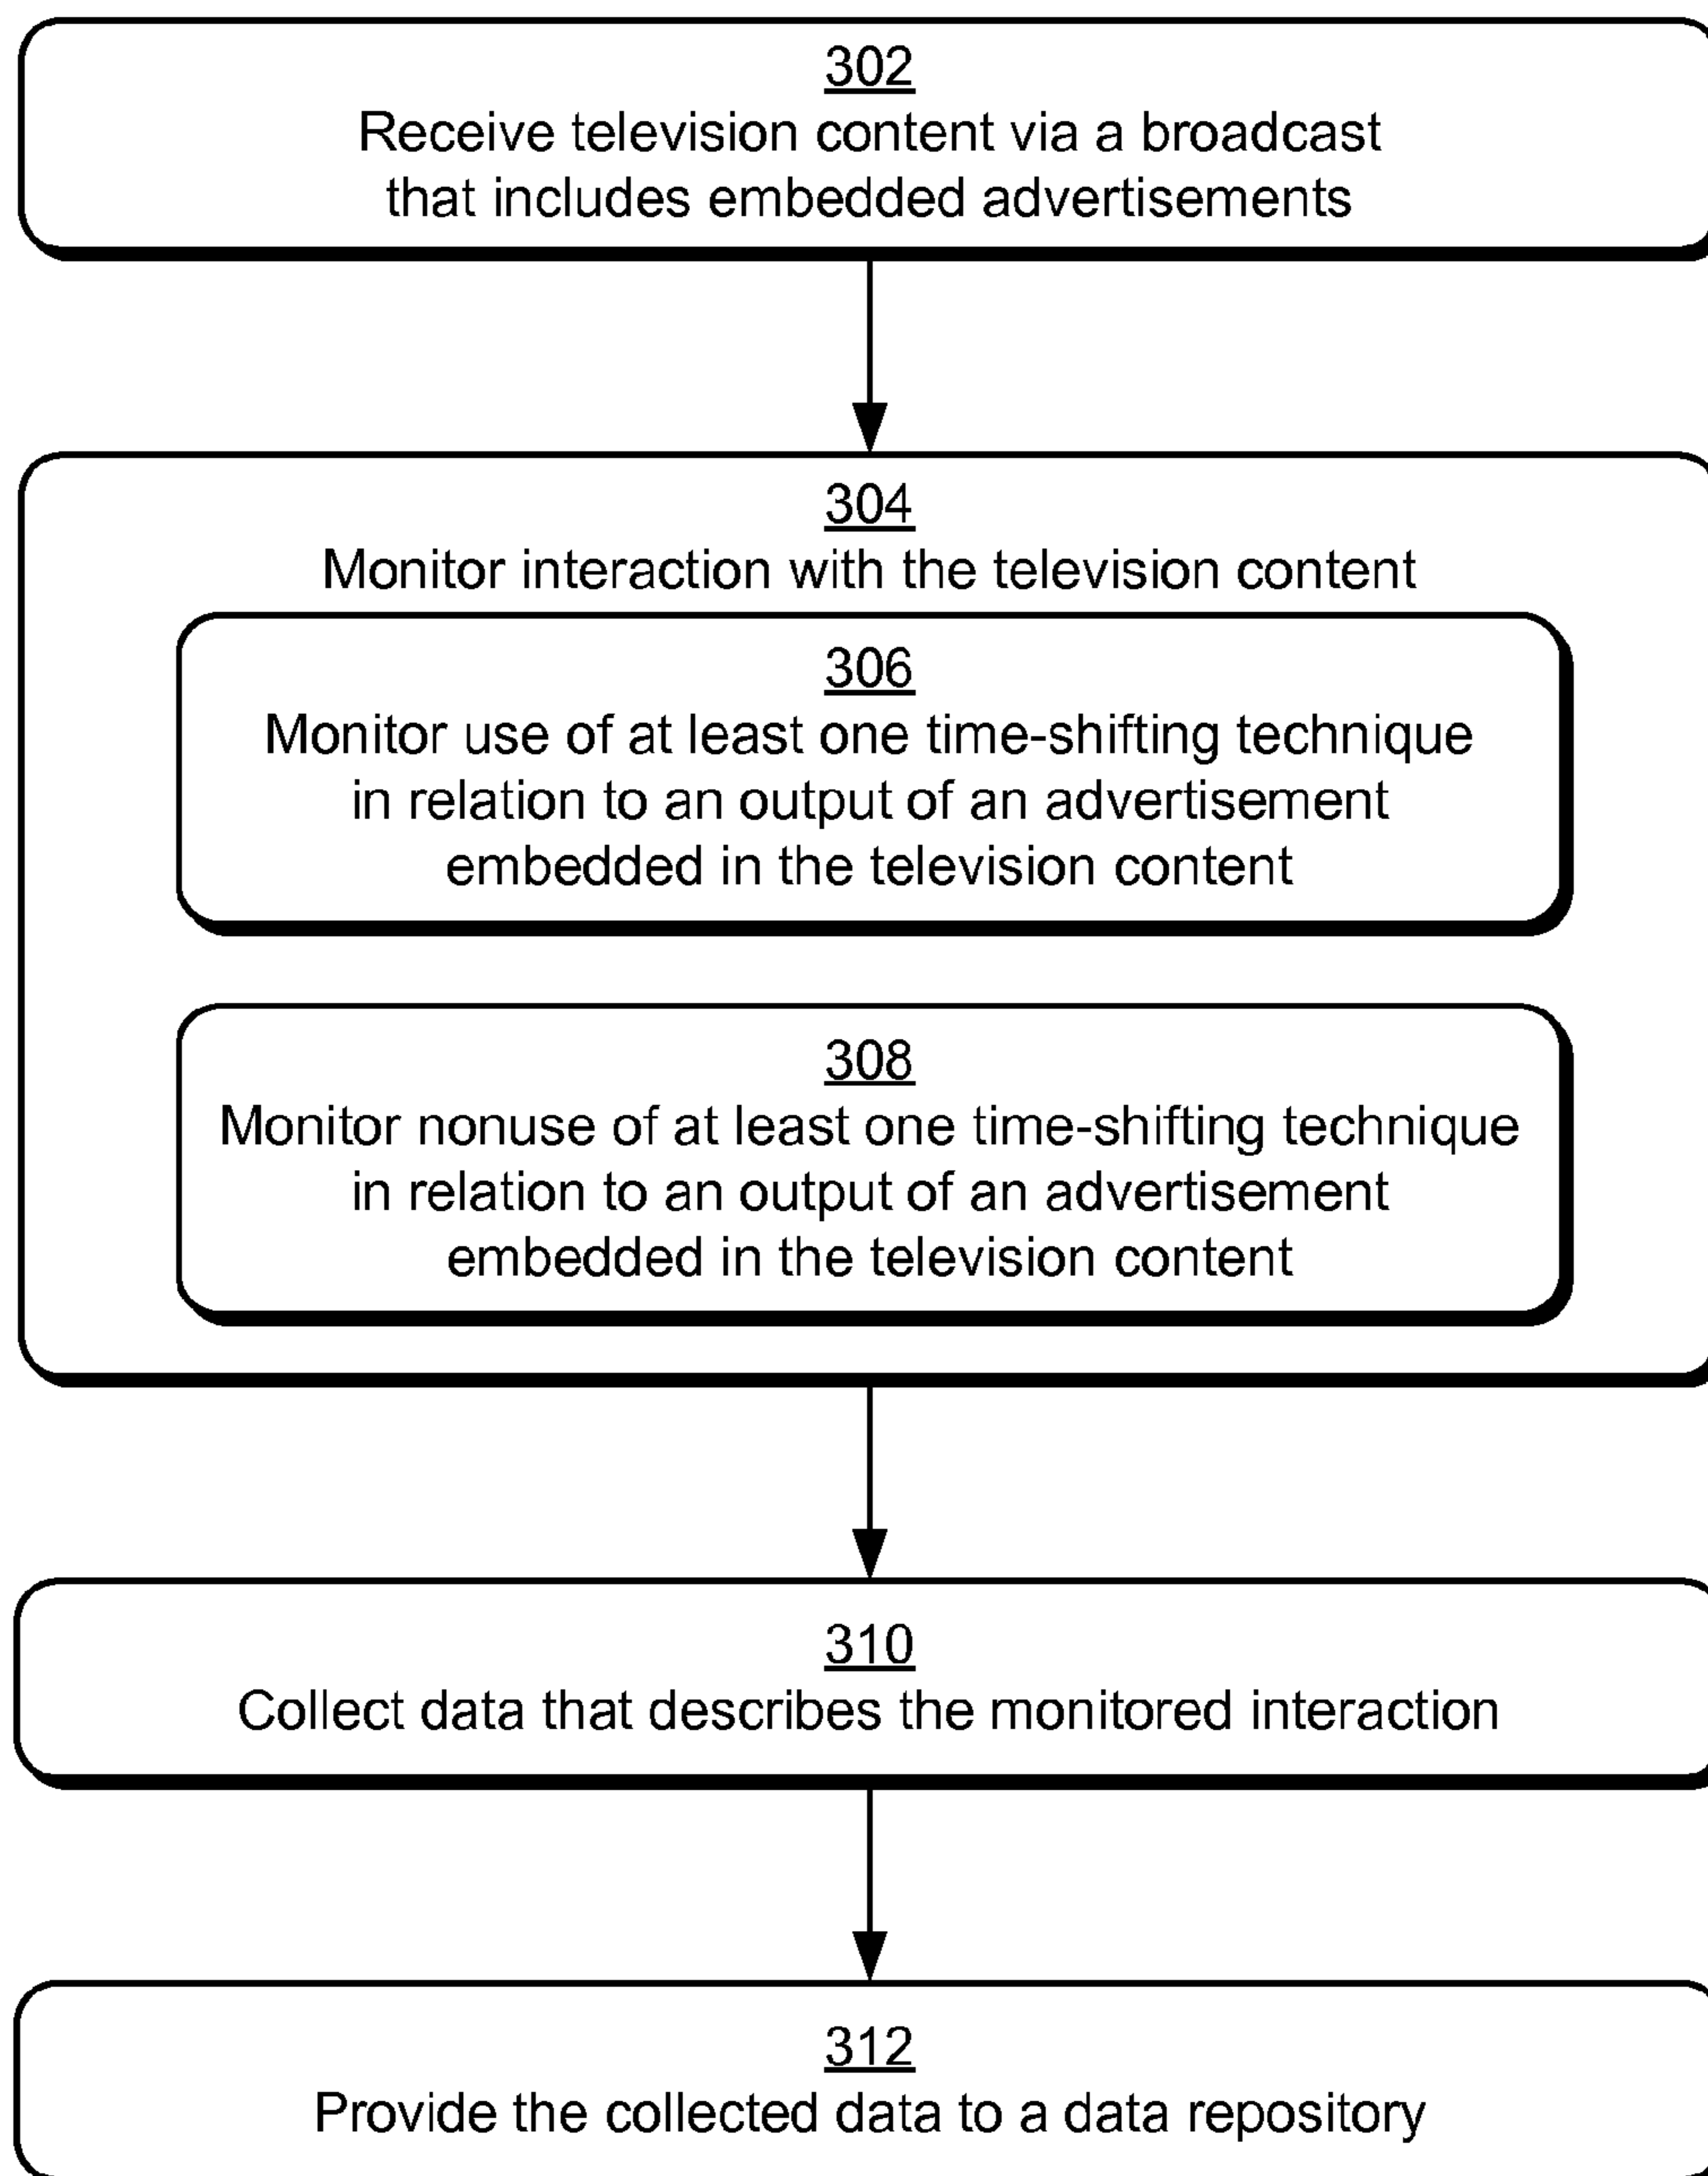 302
Receive television content via a broadcast
that includes embedded advertisements
304
Monitor interaction with the television content
306
Monitor use of at least one time-shifting technique
in relation to an output of an advertisement
embedded in the television content
308
Monitor nonuse of at least one time-shifting technique
in relation to an output of an advertisement
embedded in the television content
310
Collect data that describes the monitored interaction
312
Provide the collected data to a data repository